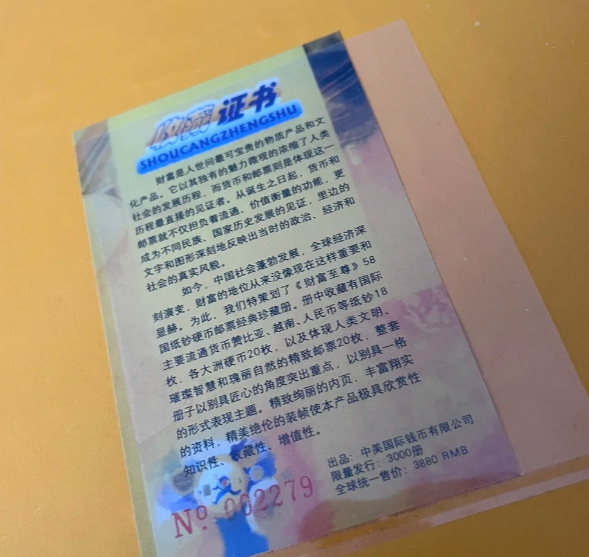 收藏证书
SHOUCANGZHENGSHU
财富是人世间最可宝贵的物质产品和文
化产品。它以其独有的魅力微观的浓缩了人类
社会的发展历程，而货币和邮票则是体现这一
历程最直接的见证者。从诞生之日起，货币和
邮票就不仅担负着流通，价值衡量的功能，更
成为不同民族、国家历史发展的见证，里边的
文字和图形深刻地反映出当时的政治、经济和
社会的真实风貌。
如今，中国社会蓬勃发展，全球经济深
刻演变，财富的地位从来没像现在这样重要和
显赫。为此，我们特策划了《财富至尊》58
国纸钞硬币邮票经典珍藏册。册中收藏有国际
主要流通货币赞比亚、越南、人民币等纸钞18
枚，各大洲硬币20枚，以及体现人类文明、
璀璨智慧和瑰丽自然的精致邮票20枚，整套
册子以别具匠心的角度突出重点，以别具一格
的形式表现主题。精致绚丽的内页，丰富翔实
的资料，精美绝伦的装帧使本产品极具欣赏性
知识性、收藏性、增值性。
出品：中美国际钱币有限公司
限量发行：3000册
全球统一售价：3880 RMB
No. 002279